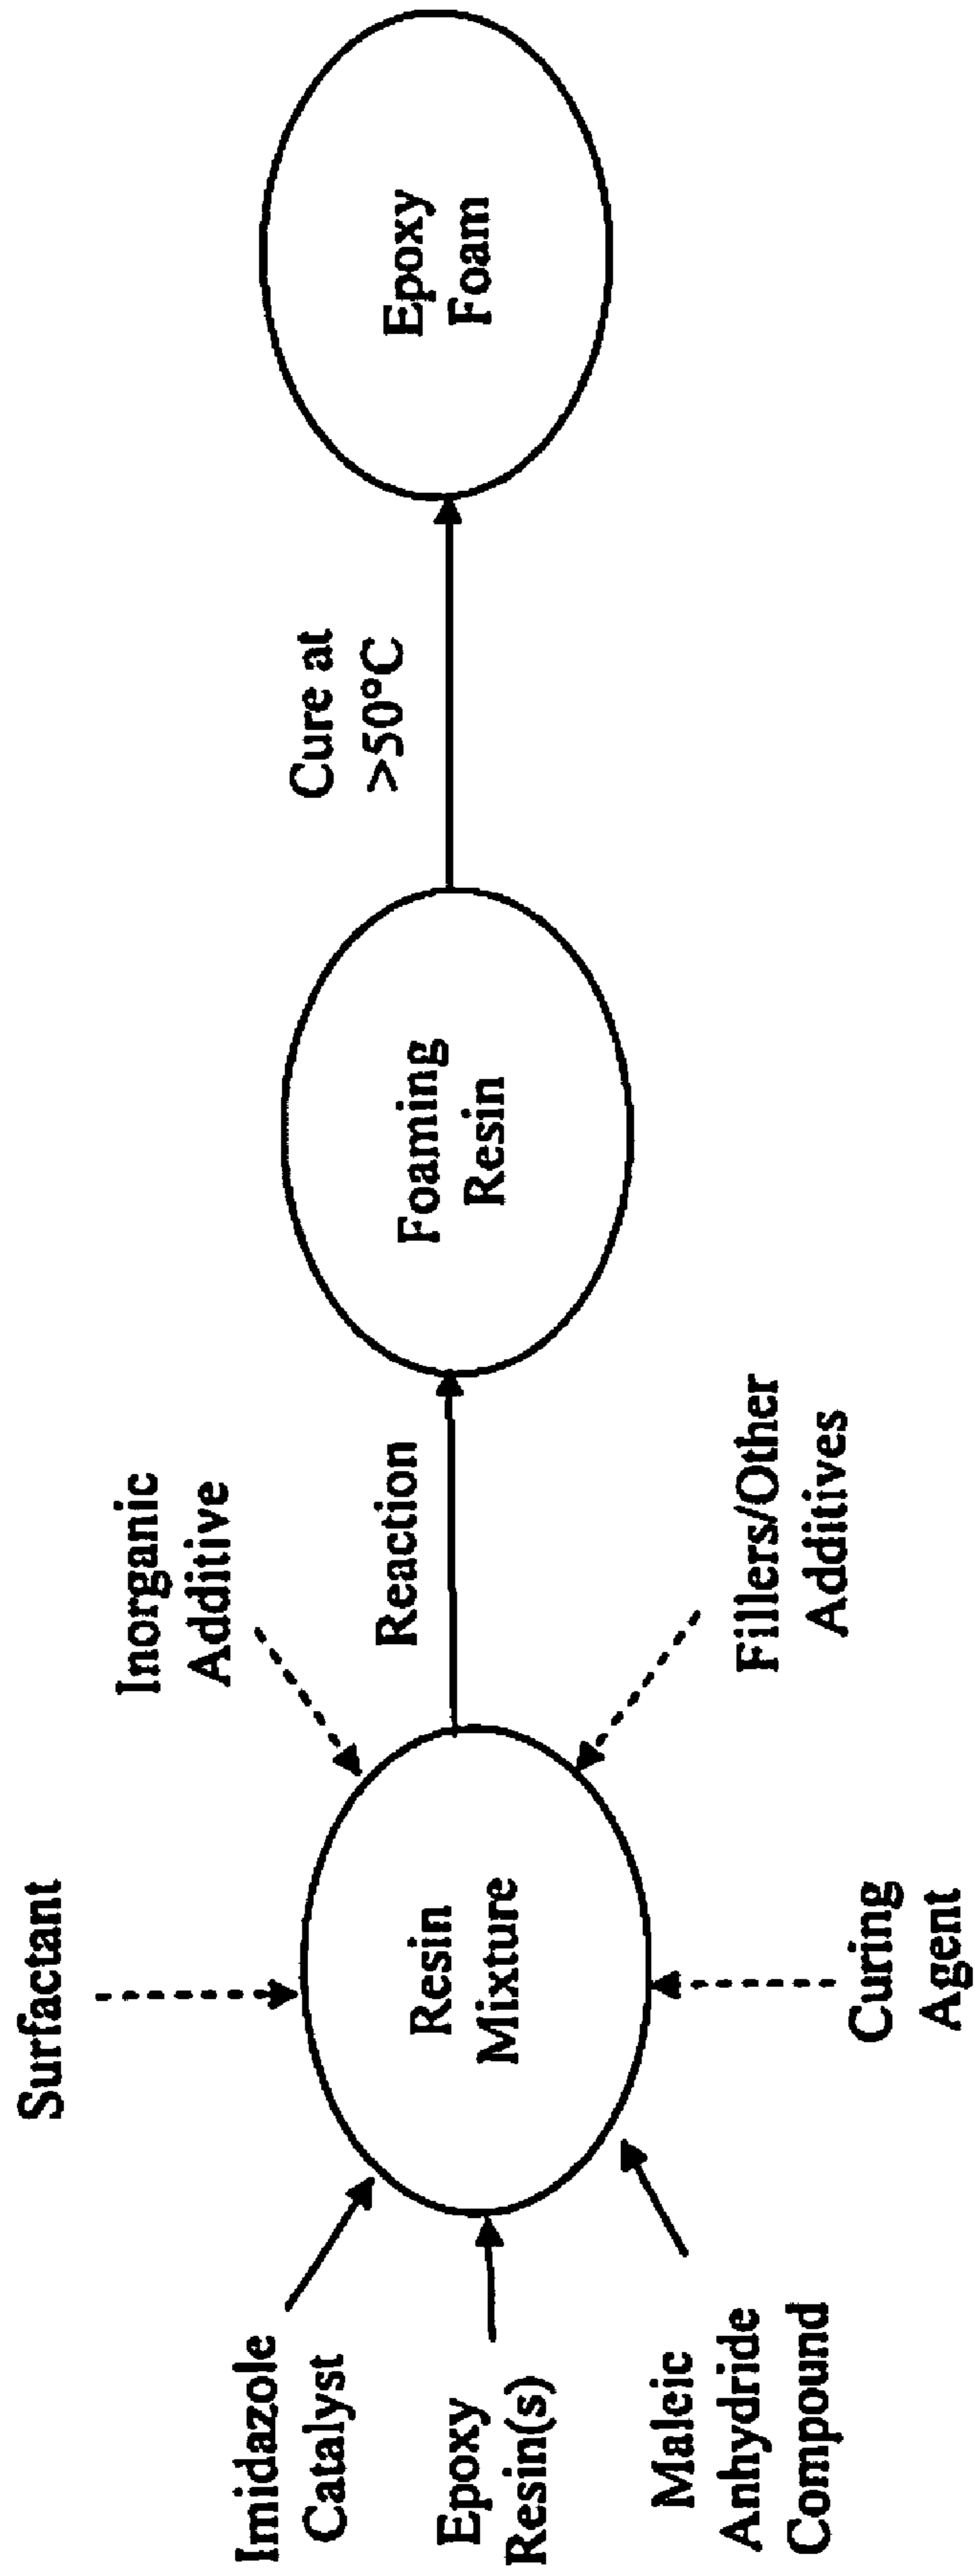 Surfactant
Inorganic
Additive
Imidazole
Catalyst
Epoxy
Resin(s)
Maleic
Anhydride
Compound
Resin
Mixture
Curing
Agent
Fillers/Other
Additives
Reaction
Foaming
Resin
Cure at
>50°C
Epoxy
Foam